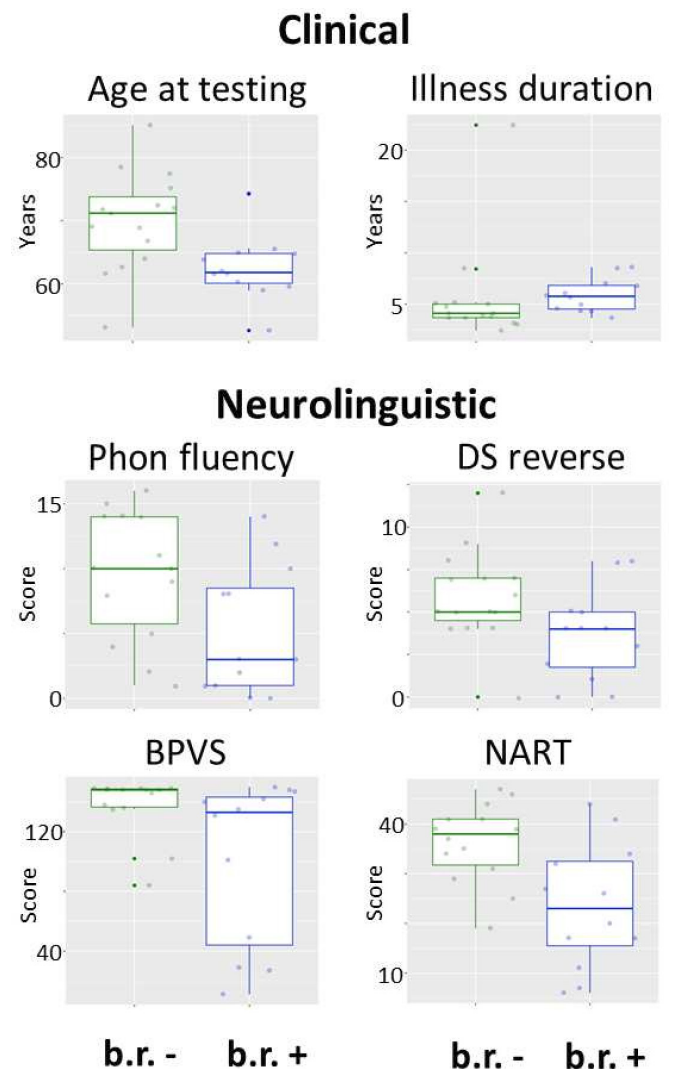 Clinical
Age at testing
Illness duration
80
60
Years
20
5
Years
Neurolinguistic
Phon fluency
DS reverse
15
0
Score
10
0
Score
BPVS
NART
120
40
Score
40
10
Score
b.r. - b.r. +
b.r. - b.r. +